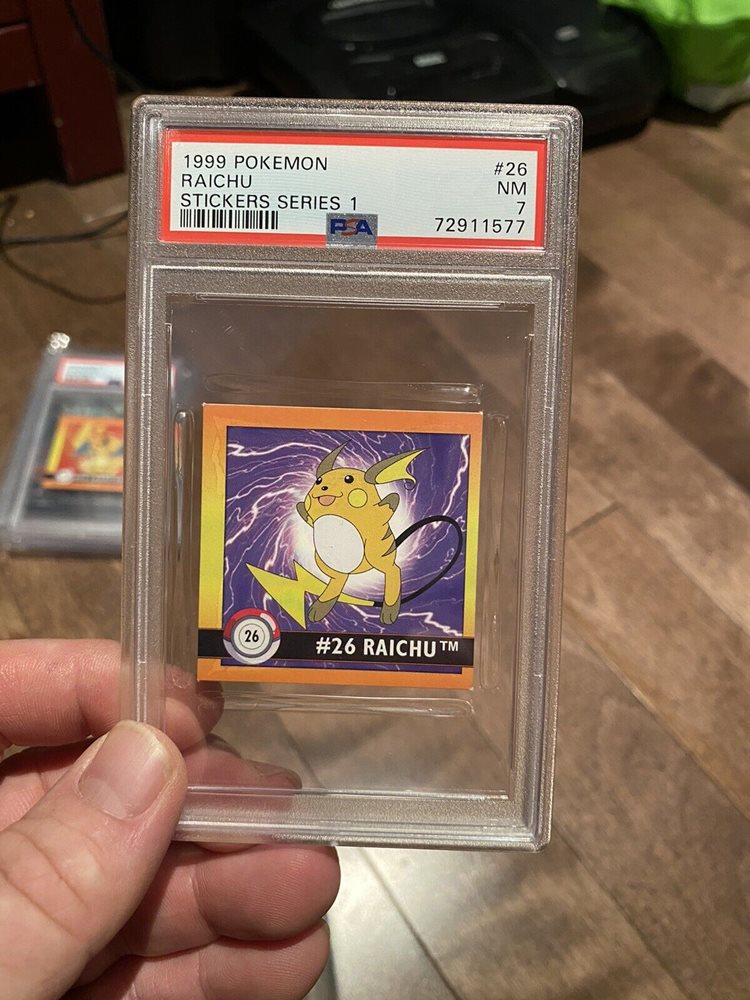 1999 POKEMON #26
RAICHU NM
STICKERS SERIES 1 7
PSA 72911577
26
#26 RAICHU™